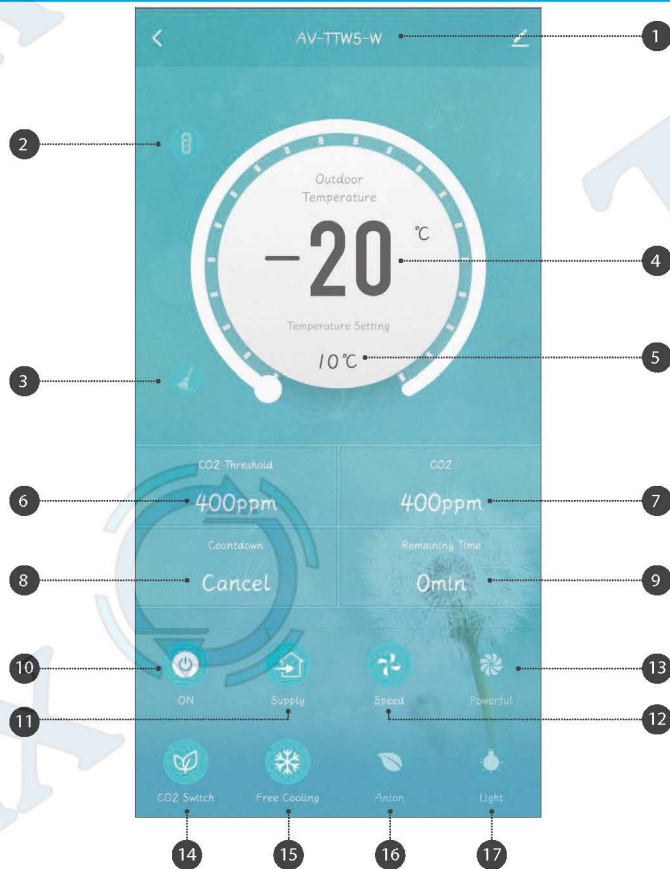 AV-TTW5-W
1
2
Outdoor
Temperature
-20 °C
4
Temperature Setting
10°C
5
3
CO2 Threshold
CO2
6
400ppm
400ppm
7
Countdown
Remaining Time
8
Cancel
0min
9
10
13
ON
Supply
Speed
Powerful
11
12
CO2 Switch
Free Cooling
Anion
Light
14
15
16
17